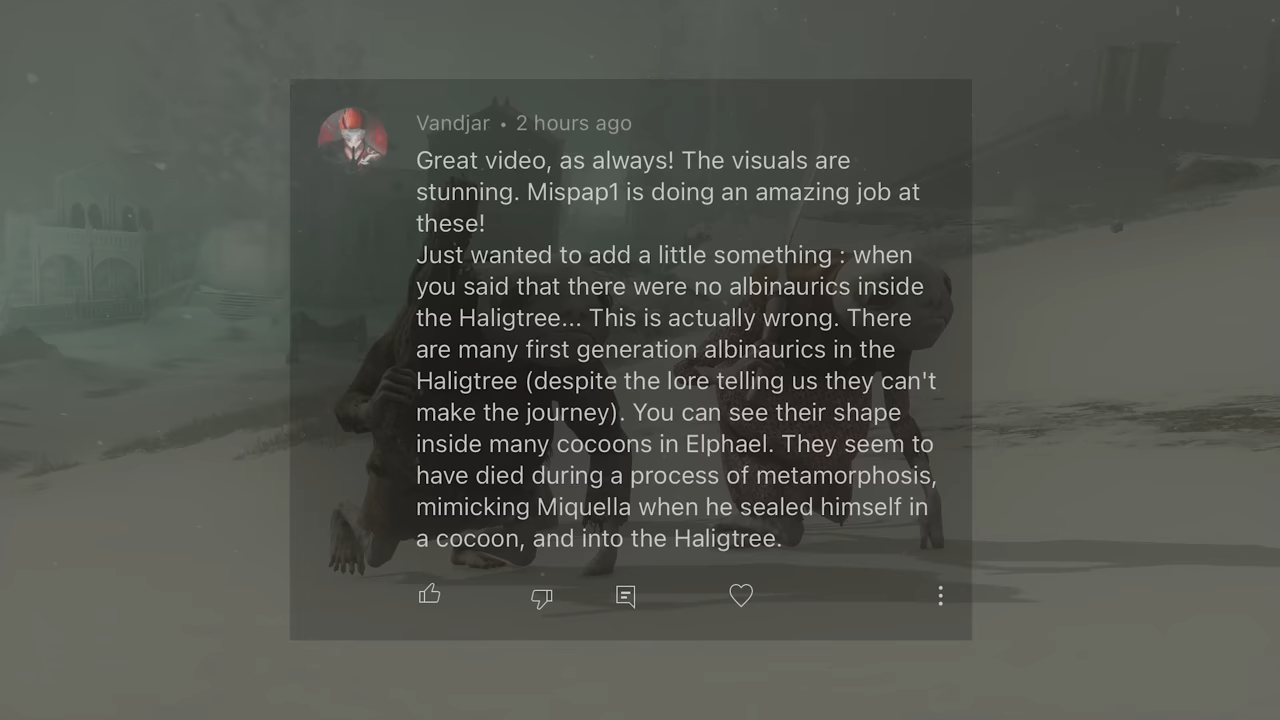 Vandjar • 2 hours ago
Great video, as always! The visuals are
stunning. Mispap1 is doing an amazing job at
these!
Just wanted to add a little something : when
you said that there were no albinaurics inside
the Haligtree... This is actually wrong. There
are many first generation albinaurics in the
Haligtree (despite the lore telling us they can't
make the journey). You can see their shape
inside many cocoons in Elphael. They seem to
have died during a process of metamorphosis,
mimicking Miquella when he sealed himself in
a cocoon, and into the Haligtree.